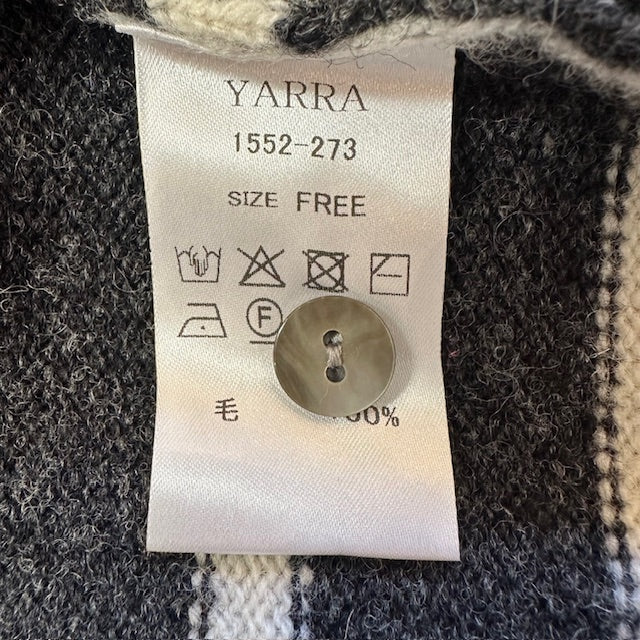 YARRA
1552-273
SIZE FREE
F
毛 00%